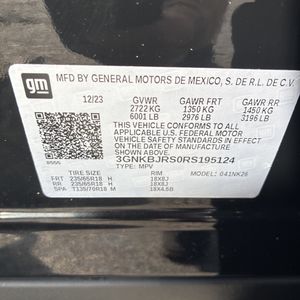 gm
MFD BY GENERAL MOTORS DE MEXICO, S. DE R.L. DE C.V.
12/23 GVWR GAWR FRT GAWR RR
2722 KG 1350 KG 1450 KG
6001 LB 2976 LB 3196 LB
THIS VEHICLE CONFORMS TO ALL
APPLICABLE U.S. FEDERAL MOTOR
VEHICLE SAFETY STANDARDS IN
EFFECT ON THE DATE OF
MANUFACTURE SHOWN ABOVE.
3GNKBJRS0RS195124
TYPE: MPV MODEL: 041NK26
TIRE SIZE RIM
FRT 235/65R18 H 18X8J
RR 235/65R18 H 18X8J
SPA T135/70R18 M 18X4.5B